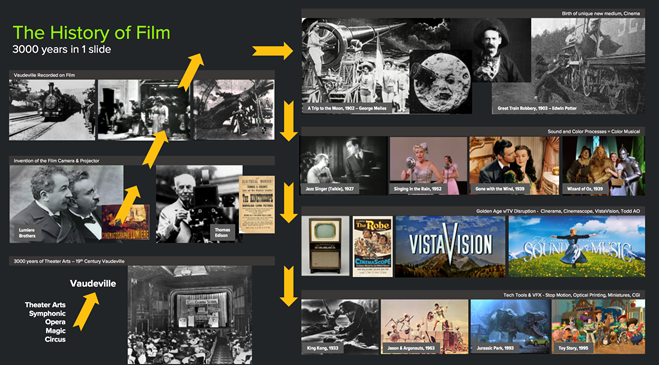 The History of Film
3000 years in 1 slide
Vaudeville Recorded on Film
Invention of the Film Camera & Projector
Lumiere
Brothers
CINEMATOGRAPHE LUMIERE
Thomas
Edison
3000 years of Theater Arts – 19th Century Vaudeville
Vaudeville
Theater Arts
Symphonic
Opera
Magic
Circus
Birth of unique new medium, Cinema
A Trip to the Moon, 1902 – George Melies
Great Train Robbery, 1903 – Edwin Porter
Sound and Color Processes = Color Musical
Jazz Singer (Talkie), 1927
Singing in the Rain, 1952
Gone with the Wind, 1939
Wizard of Oz, 1939
Golden Age vTV Disruption - Cinerama, Cinemascope, VistaVision, Todd AO
The Robe
CINEMASCOPE
VISTAVISION
SOUND OF MUSIC
Tech Tools & VFX - Stop Motion, Optical Printing, Miniatures, CGI
King Kong, 1933
Jason & Argonauts, 1963
Jurassic Park, 1993
Toy Story, 1995